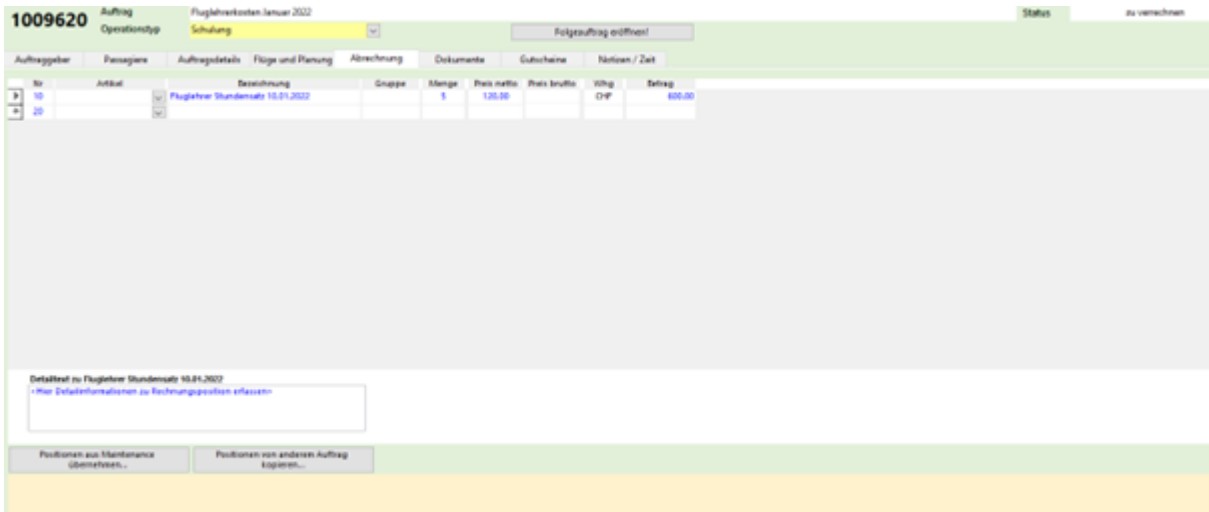 1009620 Auftrag Fluglehrerkosten Januar 2022 Status zu verrechnen
Operationstyp Schulung Folgeauftrag eröffnen!
Auftraggeber Passagiere Auftragsdetails Flüge und Planung Abrechnung Dokumente Gutscheine Notizen / Zeit
Nr Artikel Bezeichnung Gruppe Menge Preis netto Preis brutto Whg Betrag
10 Fluglehrer Stundensatz 10.01.2022 5 120.00 CHF 600.00
20
Detailtext zu Fluglehrer Stundensatz 10.01.2022
<Hier Detailinformationen zu Rechnungsposition erfassen>
Positionen aus Maintenance Positionen von anderem Auftrag
übernehmen... kopieren...